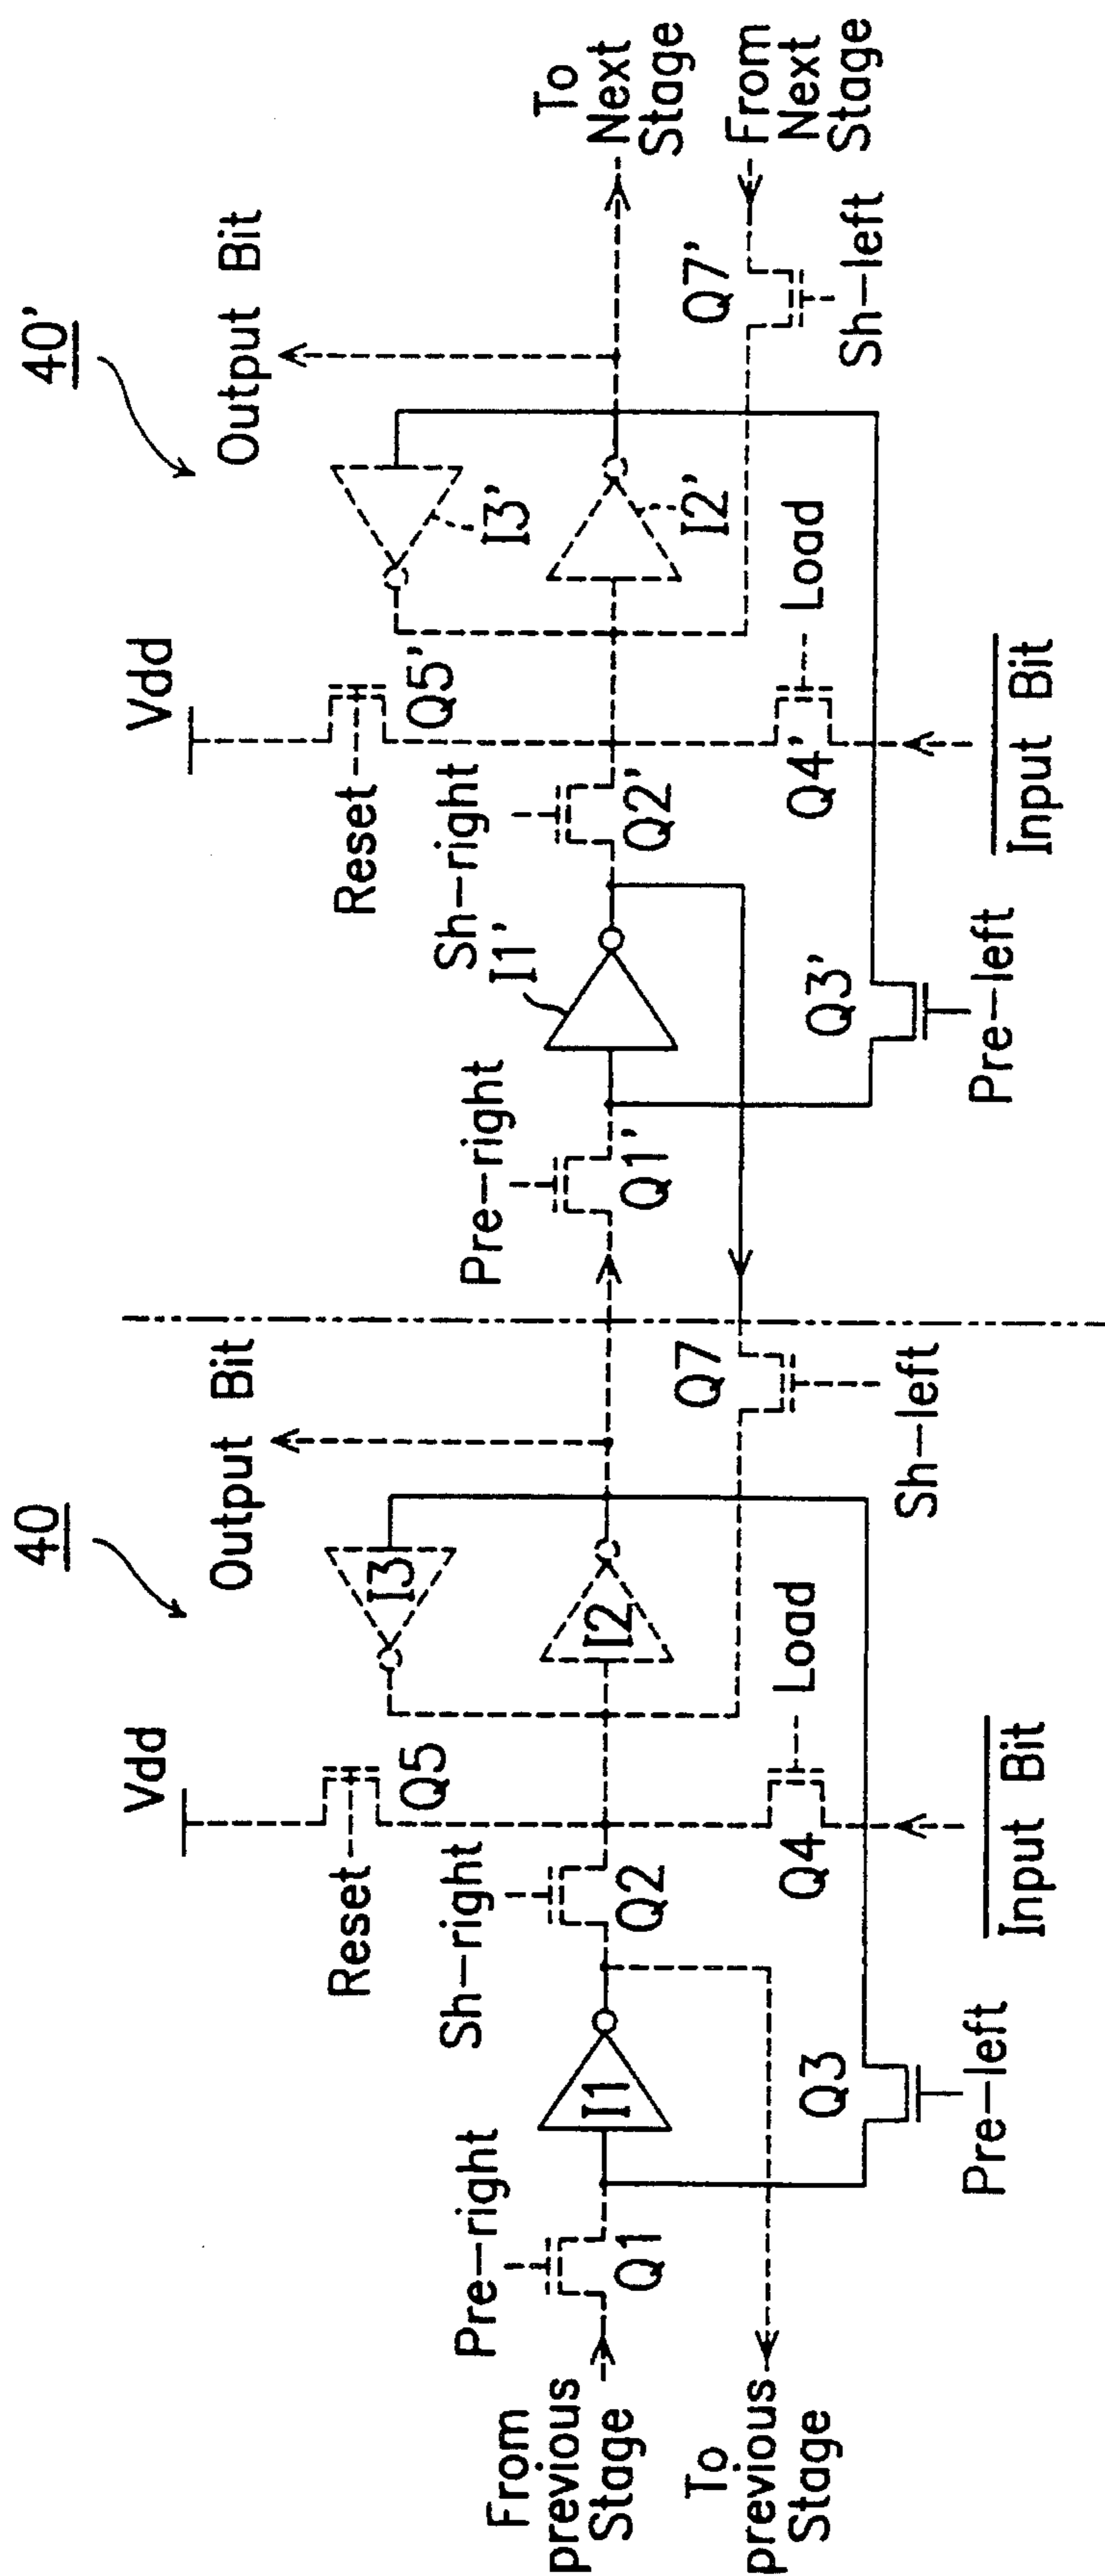 40
40'
Output Bit
Output Bit
To
Next
Stage
From
Next
Stage
Vdd
Vdd
Reset
Reset
Q5
Q5'
I3
I3'
I2
I2'
Sh-right
Sh-right
Q2
Q2'
I1
I1'
Pre-right
Pre-right
Q1
Q1'
From
previous
Stage
To
previous
Stage
Q7
Q7'
Sh-left
Sh-left
Load
Load
Q4
Q4'
Q3
Q3'
Pre-left
Pre-left
Input Bit
Input Bit